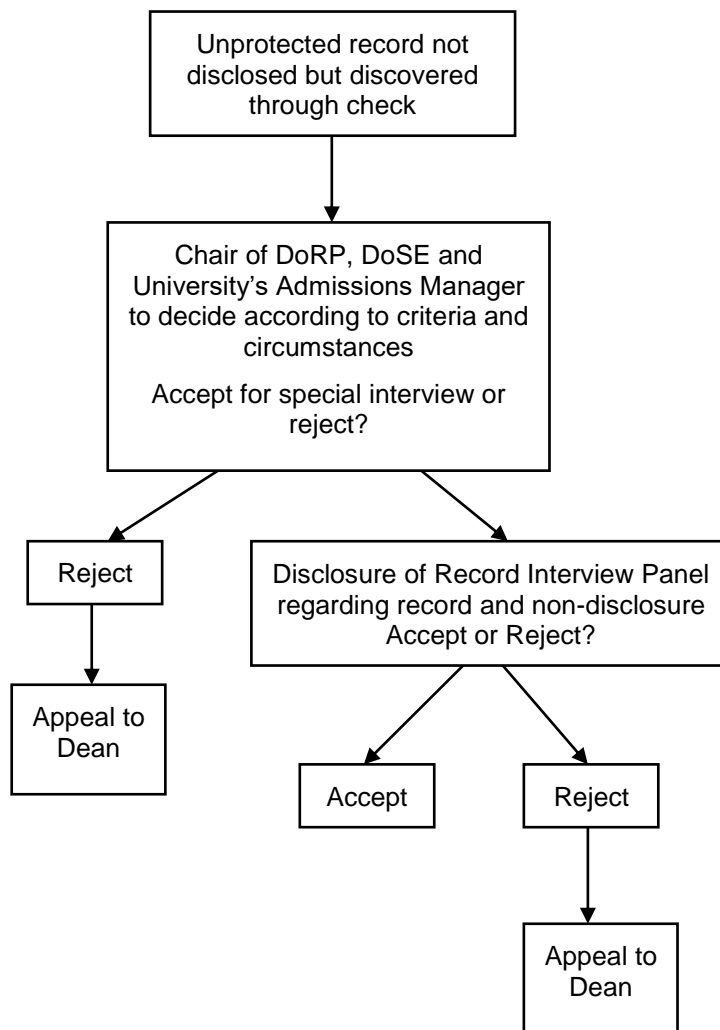 Unprotected record not
disclosed but discovered
through check
Chair of DoRP, DoSE and
University’s Admissions Manager
to decide according to criteria and
circumstances
Accept for special interview or
reject?
Reject
Disclosure of Record Interview Panel
regarding record and non-disclosure
Accept or Reject?
Appeal to
Dean
Accept
Reject
Appeal to
Dean